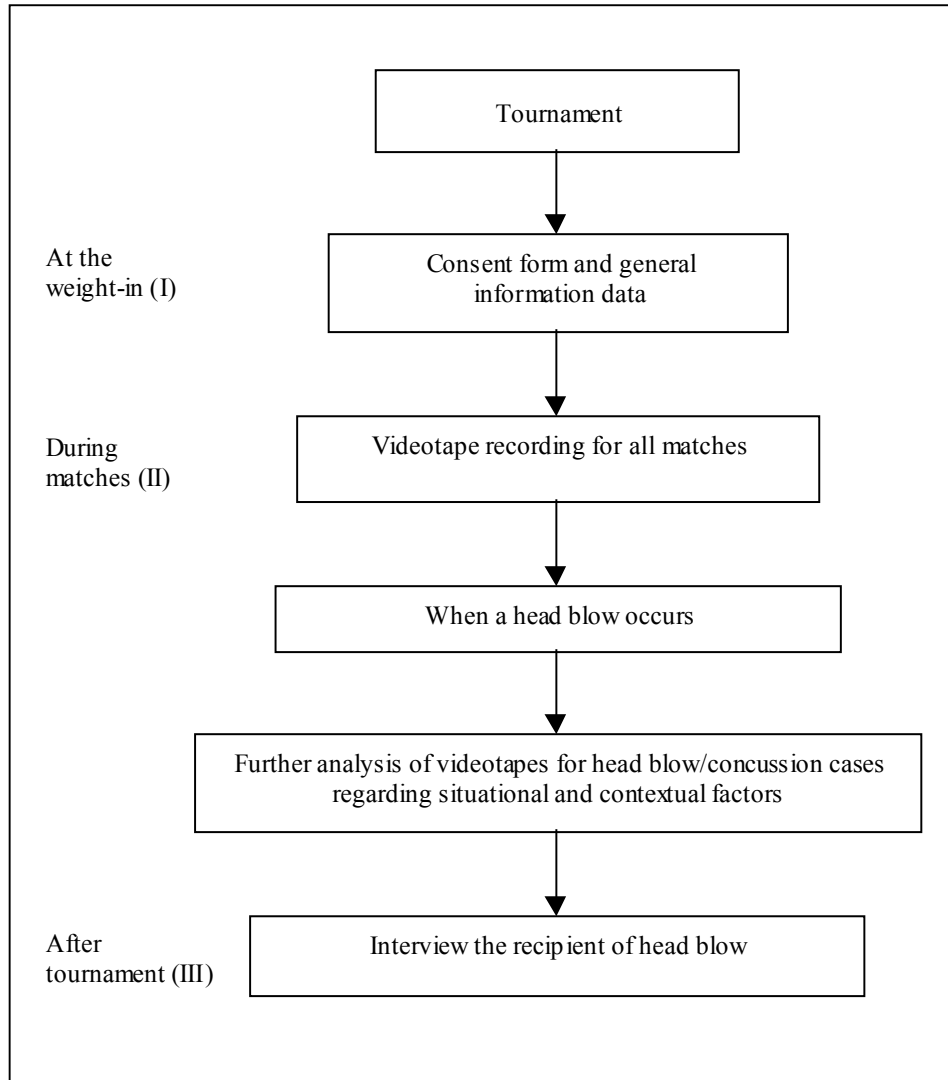 Tournament
At the
weight-in (I)
Consent form and general
information data
During
matches (II)
Videotape recording for all matches
When a head blow occurs
Further analysis of videotapes for head blow/concussion cases
regarding situational and contextual factors
After
tournament (III)
Interview the recipient of head blow